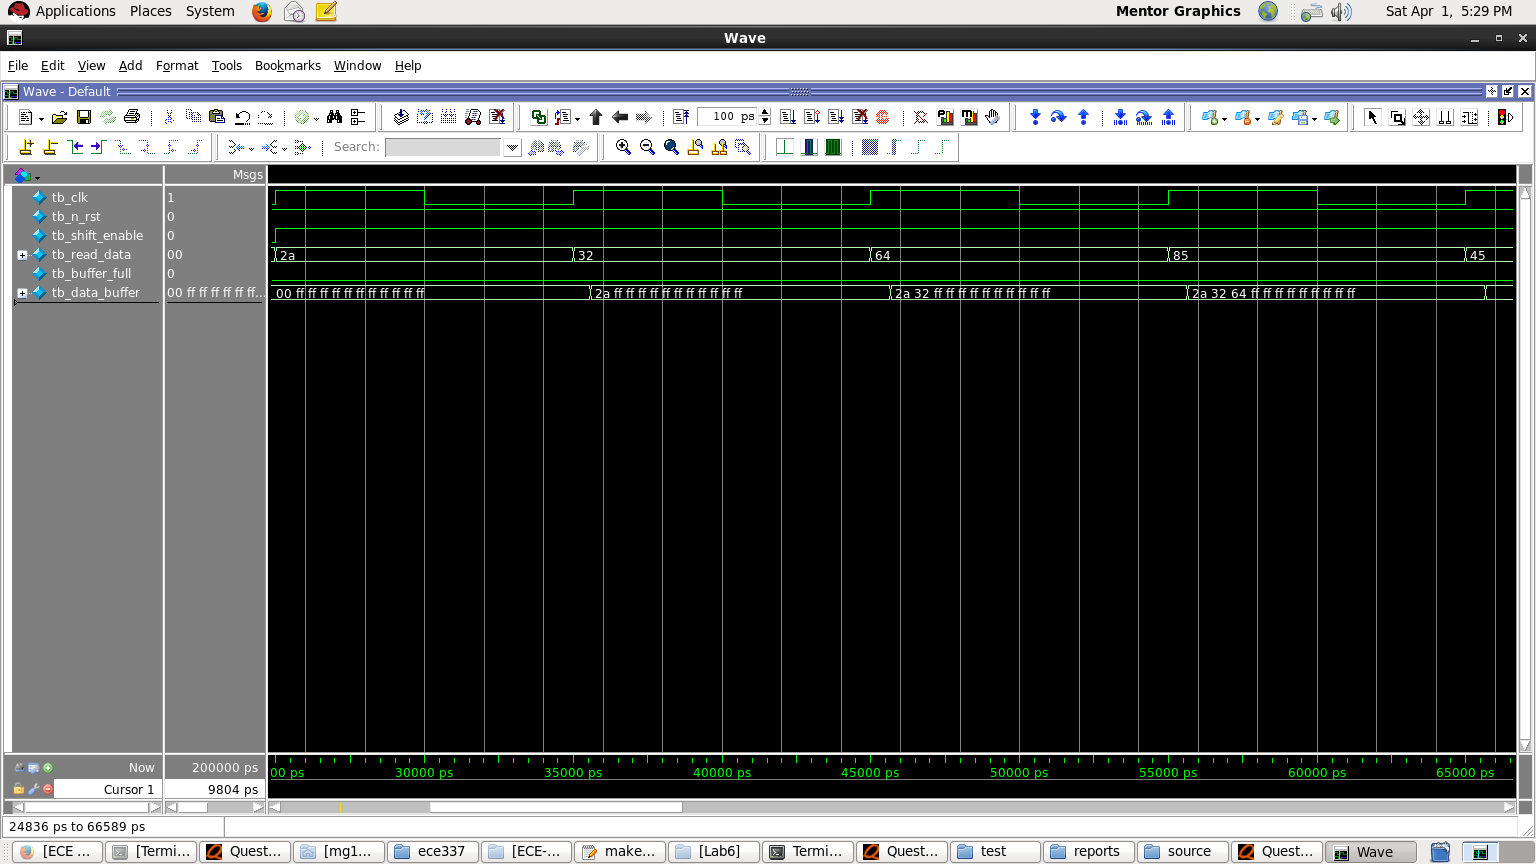 Applications Places System Mentor Graphics Sat Apr 1, 5:29 PM
Wave
File Edit View Add Format Tools Bookmarks Window Help
Wave - Default
100 ps
Search:
Msgs
tb_clk 1
tb_n_rst 0
tb_shift_enable 0
tb_read_data 00 2a 32 64 85 45
tb_buffer_full 0
tb_data_buffer 00 ff ff ff ff ff ff... 00 ff ff ff ff ff ff ff ff ff ff ff 2a ff ff ff ff ff ff ff ff ff ff ff 2a 32 ff ff ff ff ff ff ff ff ff ff 2a 32 64 ff ff ff ff ff ff ff ff ff
Now 200000 ps 00 ps 30000 ps 35000 ps 40000 ps 45000 ps 50000 ps 55000 ps 60000 ps 65000 ps
Cursor 1 9804 ps
24836 ps to 66589 ps
[ECE ... [Termi... Quest... [mg1... ece337 [ECE-... make... [Lab6] Termi... Quest... test reports source Quest... Wave